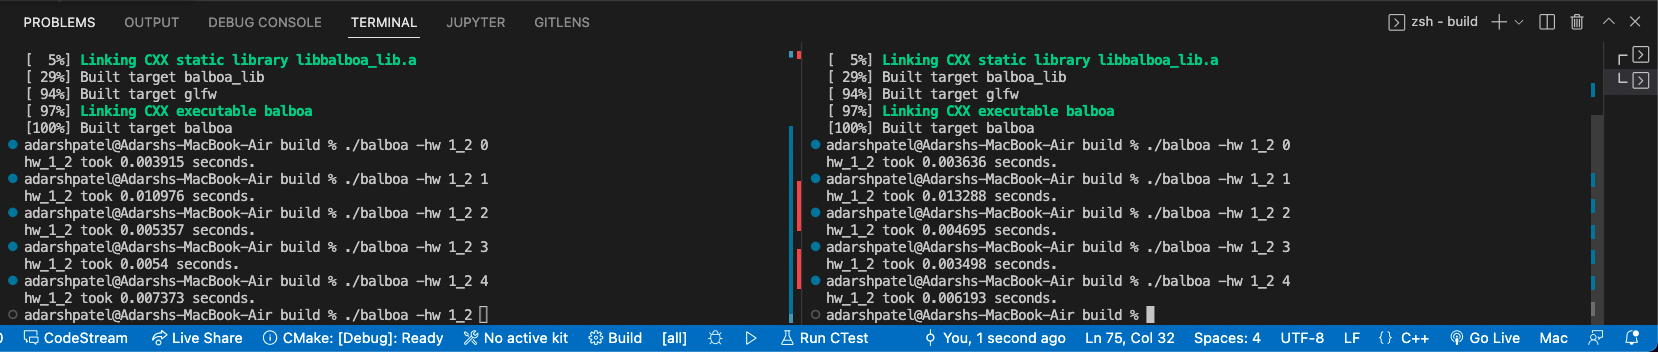 PROBLEMS OUTPUT DEBUG CONSOLE TERMINAL JUPYTER GITLENS zsh - build
[  5%] Linking CXX static library libbalboa_lib.a
[ 29%] Built target balboa_lib
[ 94%] Built target glfw
[ 97%] Linking CXX executable balboa
[100%] Built target balboa
adarshpatel@Adarshs-MacBook-Air build % ./balboa -hw 1_2 0
hw_1_2 took 0.003915 seconds.
adarshpatel@Adarshs-MacBook-Air build % ./balboa -hw 1_2 1
hw_1_2 took 0.010976 seconds.
adarshpatel@Adarshs-MacBook-Air build % ./balboa -hw 1_2 2
hw_1_2 took 0.005357 seconds.
adarshpatel@Adarshs-MacBook-Air build % ./balboa -hw 1_2 3
hw_1_2 took 0.0054 seconds.
adarshpatel@Adarshs-MacBook-Air build % ./balboa -hw 1_2 4
hw_1_2 took 0.007373 seconds.
adarshpatel@Adarshs-MacBook-Air build % ./balboa -hw 1_2
[  5%] Linking CXX static library libbalboa_lib.a
[ 29%] Built target balboa_lib
[ 94%] Built target glfw
[ 97%] Linking CXX executable balboa
[100%] Built target balboa
adarshpatel@Adarshs-MacBook-Air build % ./balboa -hw 1_2 0
hw_1_2 took 0.003636 seconds.
adarshpatel@Adarshs-MacBook-Air build % ./balboa -hw 1_2 1
hw_1_2 took 0.013288 seconds.
adarshpatel@Adarshs-MacBook-Air build % ./balboa -hw 1_2 2
hw_1_2 took 0.004695 seconds.
adarshpatel@Adarshs-MacBook-Air build % ./balboa -hw 1_2 3
hw_1_2 took 0.003498 seconds.
adarshpatel@Adarshs-MacBook-Air build % ./balboa -hw 1_2 4
hw_1_2 took 0.006193 seconds.
adarshpatel@Adarshs-MacBook-Air build %
0 CodeStream Live Share CMake: [Debug]: Ready No active kit Build [all] Run CTest You, 1 second ago Ln 75, Col 32 Spaces: 4 UTF-8 LF {} C++ Go Live Mac